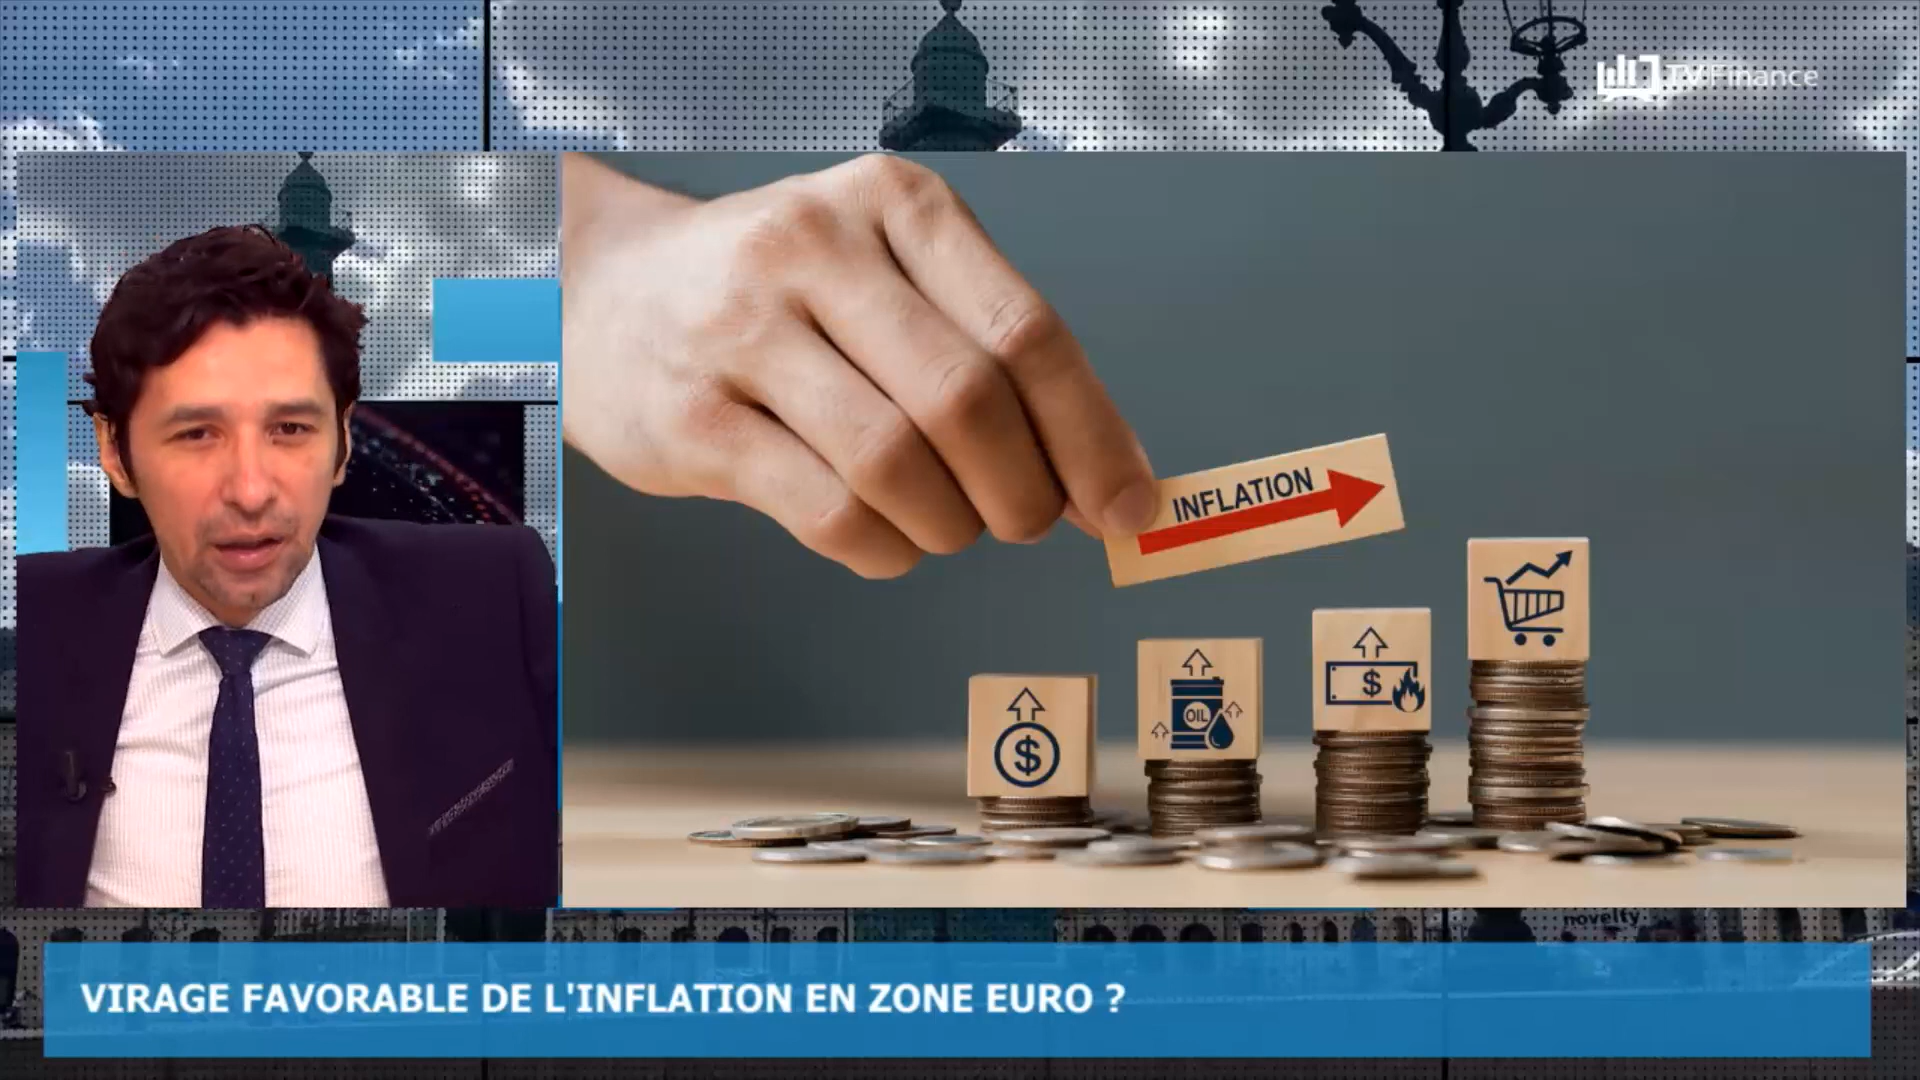 TV Finance
INFLATION
$
OIL
$
$
novelty
VIRAGE FAVORABLE DE L'INFLATION EN ZONE EURO ?